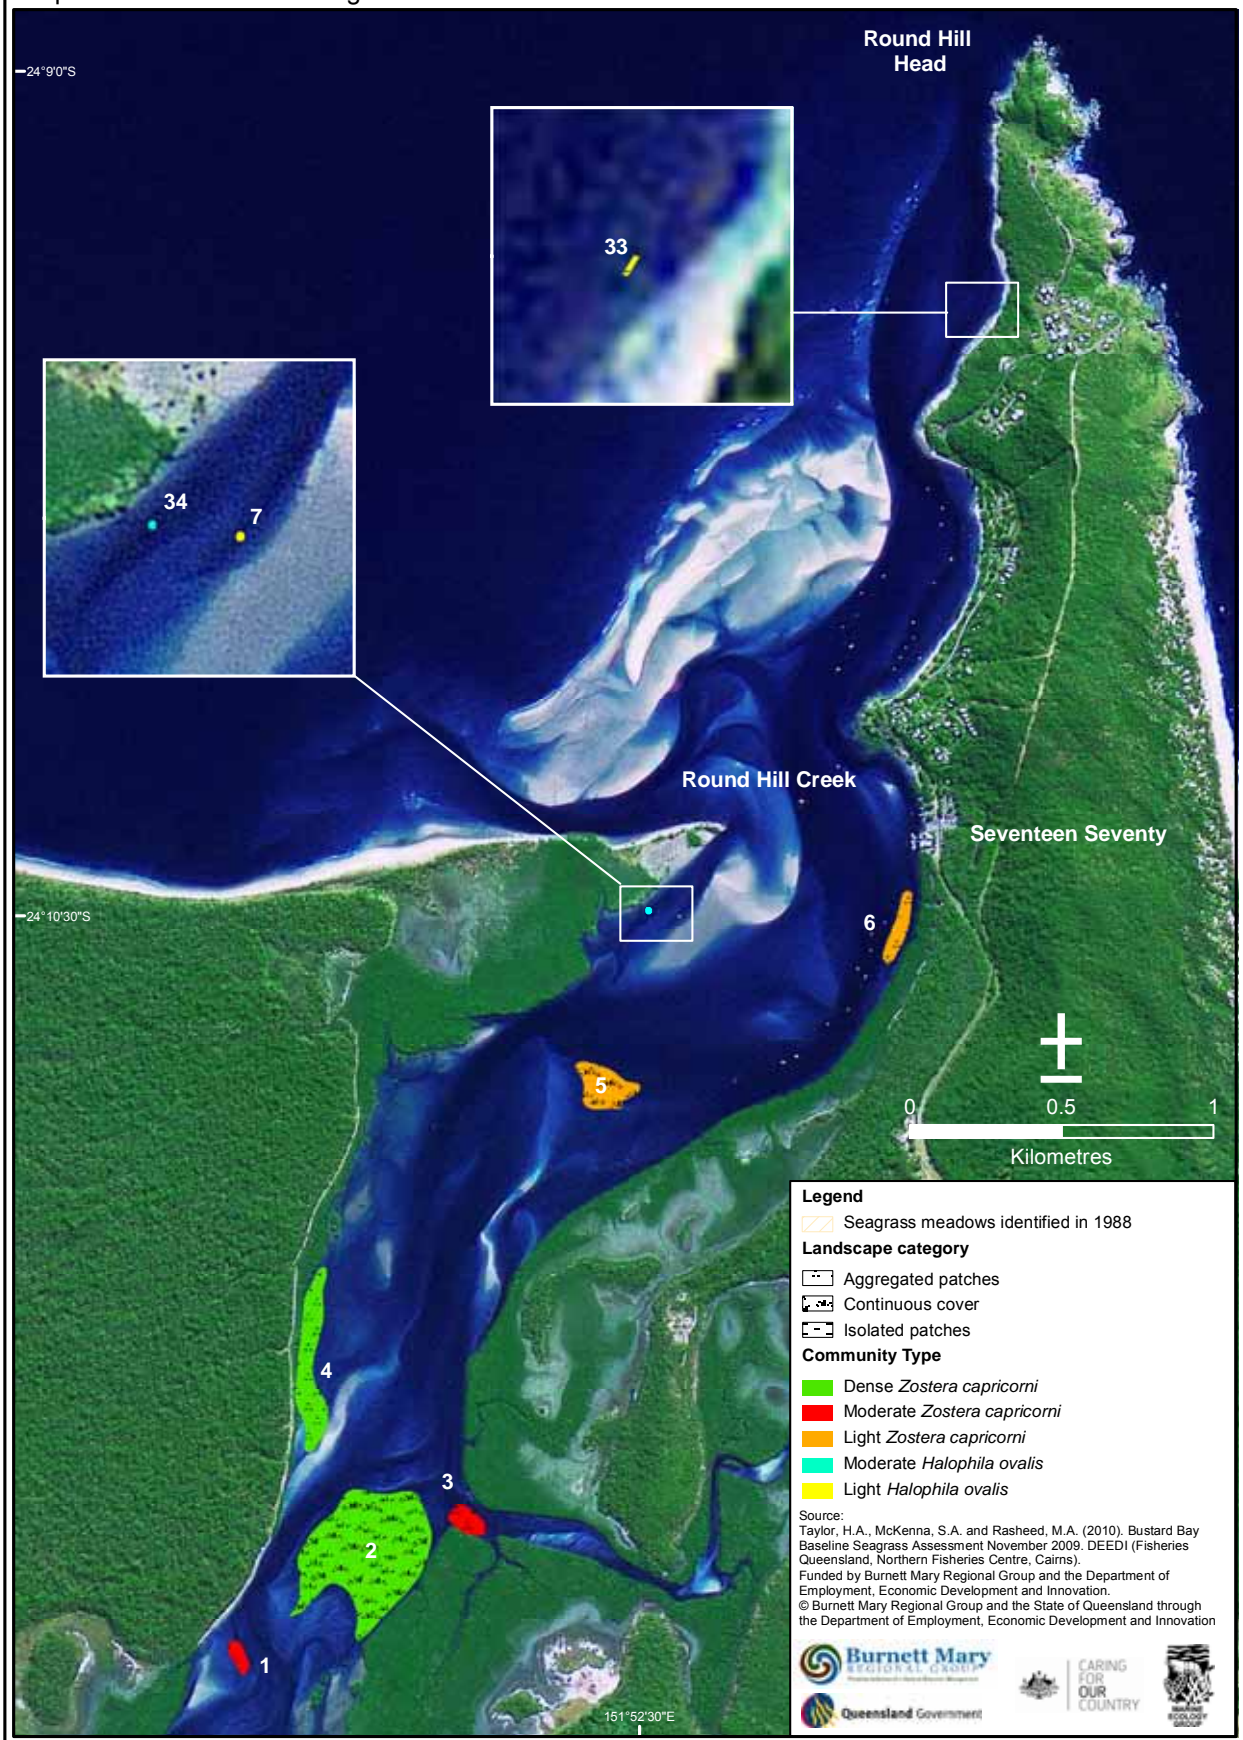 Round Hill
Head
24°9'0"S
33
34
7
Round Hill Creek
Seventeen Seventy
24°10'30"S
6
5
0
0.5
1
Kilometres
4
3
2
1
151°52'30"E
Legend
Seagrass meadows identified in 1988
Landscape category
Aggregated patches
Continuous cover
Isolated patches
Community Type
Dense Zostera capricorni
Moderate Zostera capricorni
Light Zostera capricorni
Moderate Halophila ovalis
Light Halophila ovalis
Source:
Taylor, H.A., McKenna, S.A. and Rasheed, M.A. (2010). Bustard Bay
Baseline Seagrass Assessment November 2009. DEEDI (Fisheries
Queensland, Northern Fisheries Centre, Cairns).
Funded by Burnett Mary Regional Group and the Department of
Employment, Economic Development and Innovation.
© Burnett Mary Regional Group and the State of Queensland through
the Department of Employment, Economic Development and Innovation
Burnett Mary
REGIONAL GROUP
Queensland Government
CARING
FOR
OUR
COUNTRY
MARINE
ECOLOGY
GROUP